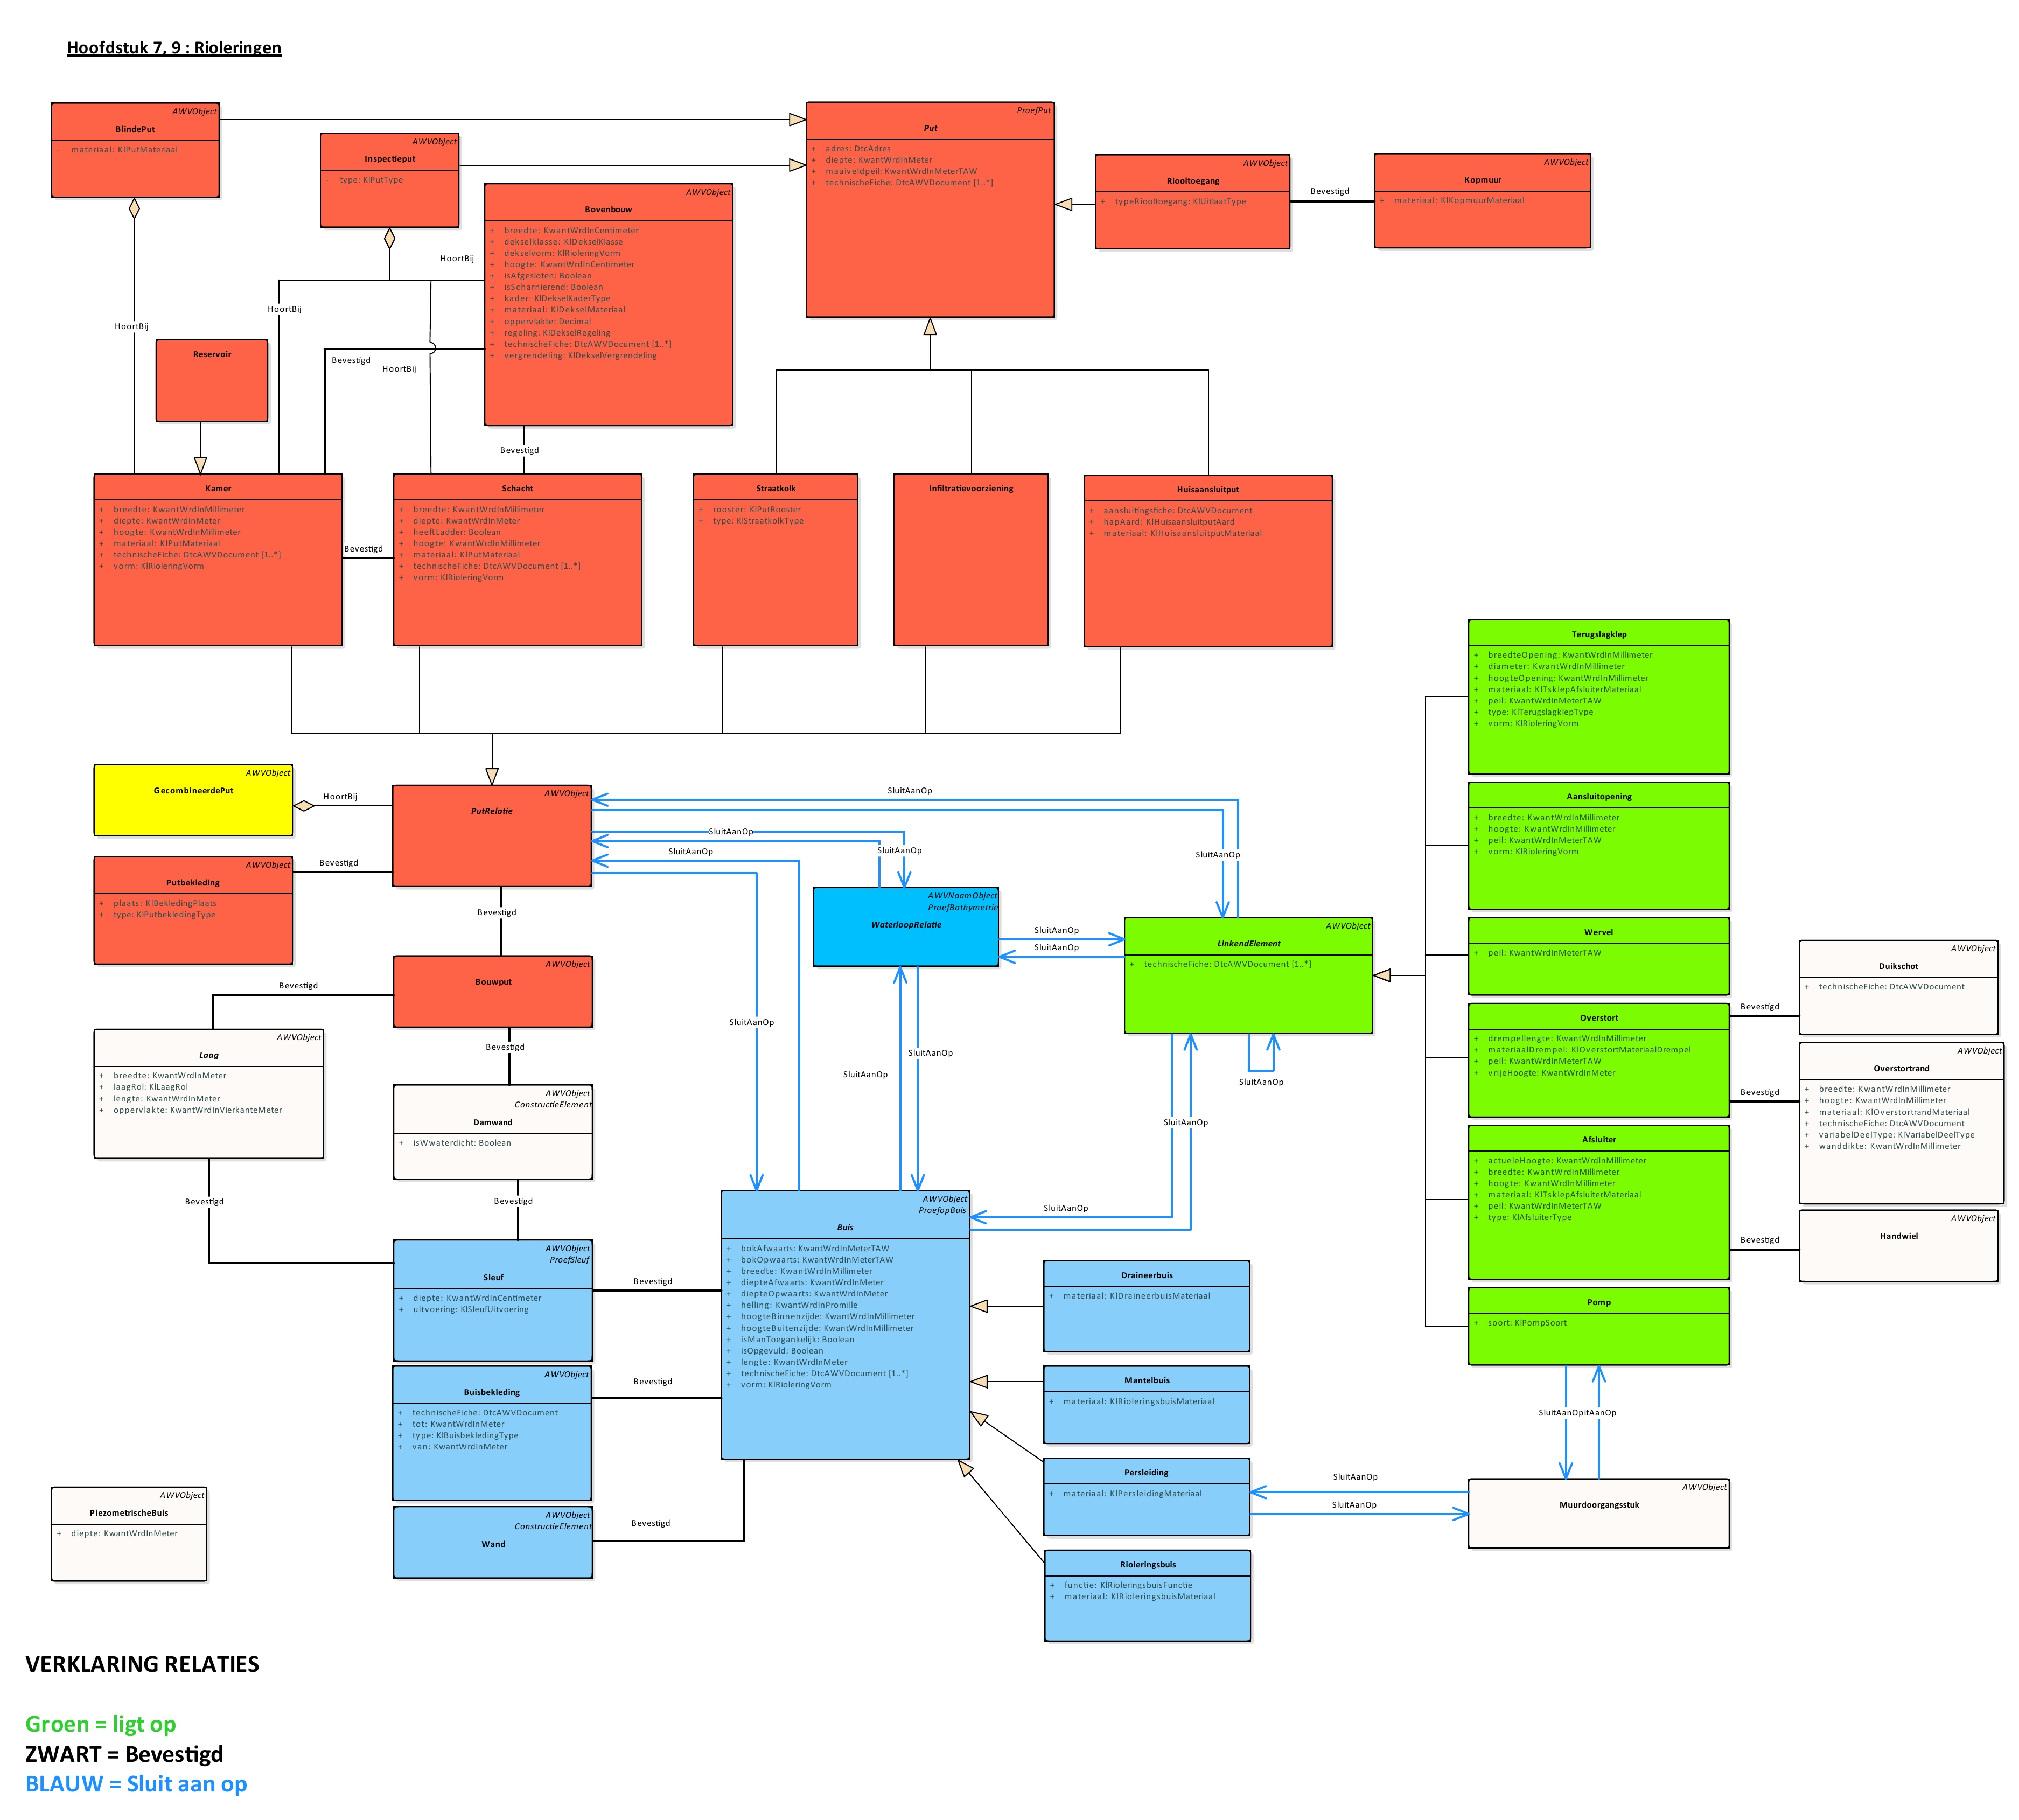 Hoofdstuk 7, 9 : Rioleringen
AWVObject
BlindePut
- materiaal: KlPutMateriaal
AWVObject
Inspectieput
- type: KlPutType
AWVObject
Bovenbouw
+ breedte: KwantWrdInCentimeter
+ dekselklasse: KlDekselKlasse
+ dekselvorm: KlRioleringVorm
+ hoogte: KwantWrdInCentimeter
+ isAfgesloten: Boolean
+ isScharnierend: Boolean
+ kader: KlDekselKaderType
+ materiaal: KlDekselMateriaal
+ oppervlakte: Decimal
+ regeling: KlDekselRegeling
+ technischeFiche: DtcAWVDocument [1..*]
+ vergrendeling: KlDekselVergrendeling
ProefPut
Put
+ adres: DtcAdres
+ diepte: KwantWrdInMeter
+ maaiveldpeil: KwantWrdInMeterTAW
+ technischeFiche: DtcAWVDocument [1..*]
AWVObject
Riooltoegang
+ typeRiooltoegang: KlUitlaatType
Bevestigd
AWVObject
Kopmuur
+ materiaal: KlKopmuurMateriaal
HoortBij
HoortBij
HoortBij
Bevestigd
HoortBij
Reservoir
Bevestigd
Kamer
+ breedte: KwantWrdInMillimeter
+ diepte: KwantWrdInMeter
+ hoogte: KwantWrdInMillimeter
+ materiaal: KlPutMateriaal
+ technischeFiche: DtcAWVDocument [1..*]
+ vorm: KlRioleringVorm
Bevestigd
Schacht
+ breedte: KwantWrdInMillimeter
+ diepte: KwantWrdInMeter
+ heeftLadder: Boolean
+ hoogte: KwantWrdInMillimeter
+ materiaal: KlPutMateriaal
+ technischeFiche: DtcAWVDocument [1..*]
+ vorm: KlRioleringVorm
Straatkolk
+ rooster: KlPutRooster
+ type: KlStraatkolkType
Infiltratievoorziening
Huisaansluitput
+ aansluitingsfiche: DtcAWVDocument
+ hapAard: KlHuisaansluitputAard
+ materiaal: KlHuisaansluitputMateriaal
Terugslagklep
+ breedteOpening: KwantWrdInMillimeter
+ diameter: KwantWrdInMillimeter
+ hoogteOpening: KwantWrdInMillimeter
+ materiaal: KlTsklepAfsluiterMateriaal
+ peil: KwantWrdInMeterTAW
+ type: KlTerugslagklepType
+ vorm: KlRioleringVorm
Aansluitopening
+ breedte: KwantWrdInMillimeter
+ hoogte: KwantWrdInMillimeter
+ peil: KwantWrdInMeterTAW
+ vorm: KlRioleringVorm
Wervel
+ peil: KwantWrdInMeterTAW
Overstort
+ drempellengte: KwantWrdInMillimeter
+ materiaalDrempel: KlOverstortMateriaalDrempel
+ peil: KwantWrdInMeterTAW
+ vrijeHoogte: KwantWrdInMeter
Afsluiter
+ actueleHoogte: KwantWrdInMillimeter
+ breedte: KwantWrdInMillimeter
+ hoogte: KwantWrdInMillimeter
+ materiaal: KlTsklepAfsluiterMateriaal
+ peil: KwantWrdInMeterTAW
+ type: KlAfsluiterType
Pomp
+ soort: KlPompSoort
Bevestigd
AWVObject
Duikschot
+ technischeFiche: DtcAWVDocument
Bevestigd
AWVObject
Overstortrand
+ breedte: KwantWrdInMillimeter
+ hoogte: KwantWrdInMillimeter
+ materiaal: KlOverstortrandMateriaal
+ technischeFiche: DtcAWVDocument
+ variabelDeelType: KlVariabelDeelType
+ wanddikte: KwantWrdInMillimeter
Bevestigd
AWVObject
Handwiel
AWVObject
GecombineerdePut
HoortBij
AWVObject
PutRelatie
AWVObject
Putbekleding
+ plaats: KlBekledingPlaats
+ type: KlPutbekledingType
Bevestigd
SluitAanOp
SluitAanOp
SluitAanOp
SluitAanOp
SluitAanOp
AWVNaamObject
ProefBathymetrie
WaterloopRelatie
SluitAanOp
SluitAanOp
AWVObject
LinkendElement
+ technischeFiche: DtcAWVDocument [1..*]
Bevestigd
AWVObject
Bouwput
Bevestigd
AWVObject
Laag
+ breedte: KwantWrdInMeter
+ laagRol: KlLaagRol
+ lengte: KwantWrdInMeter
+ oppervlakte: KwantWrdInVierkanteMeter
Bevestigd
AWVObject
ConstructieElement
Damwand
+ isWwaterdicht: Boolean
Bevestigd
Bevestigd
SluitAanOp
SluitAanOp
SluitAanOp
SluitAanOp
SluitAanOp
SluitAanOp
AWVObject
ProefSleuf
Sleuf
+ diepte: KwantWrdInCentimeter
+ uitvoering: KlSleufUitvoering
Bevestigd
AWVObject
ProefopBuis
Buis
+ bokAfwaarts: KwantWrdInMeterTAW
+ bokOpwaarts: KwantWrdInMeterTAW
+ breedte: KwantWrdInMillimeter
+ diepteAfwaarts: KwantWrdInMeter
+ diepteOpwaarts: KwantWrdInMeter
+ helling: KwantWrdInPromille
+ hoogteBinnenzijde: KwantWrdInMillimeter
+ hoogteBuitenzijde: KwantWrdInMillimeter
+ isManToegankelijk: Boolean
+ isOpgevuld: Boolean
+ lengte: KwantWrdInMeter
+ technischeFiche: DtcAWVDocument [1..*]
+ vorm: KlRioleringVorm
AWVObject
Buisbekleding
+ technischeFiche: DtcAWVDocument
+ tot: KwantWrdInMeter
+ type: KlBuisbekledingType
+ van: KwantWrdInMeter
Bevestigd
AWVObject
ConstructieElement
Wand
Bevestigd
Draineerbuis
+ materiaal: KlDraineerbuisMateriaal
Mantelbuis
+ materiaal: KlRioleringsbuisMateriaal
Persleiding
+ materiaal: KlPersleidingMateriaal
Rioleringsbuis
+ functie: KlRioleringsbuisFunctie
+ materiaal: KlRioleringsbuisMateriaal
SluitAanOpitAanOp
SluitAanOp
SluitAanOp
AWVObject
Muurdoorgangsstuk
AWVObject
PiezometrischeBuis
+ diepte: KwantWrdInMeter
VERKLARING RELATIES
Groen = ligt op
ZWART = Bevestigd
BLAUW = Sluit aan op